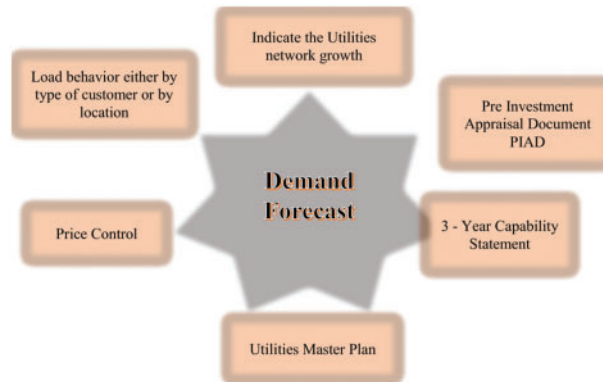 Indicate the Utilities
network growth
Load behavior either by
type of customer or by
location
Pre Investment
Appraisal Document
PIAD
Demand
Forecast
Price Control
3 - Year Capability
Statement
Utilities Master Plan